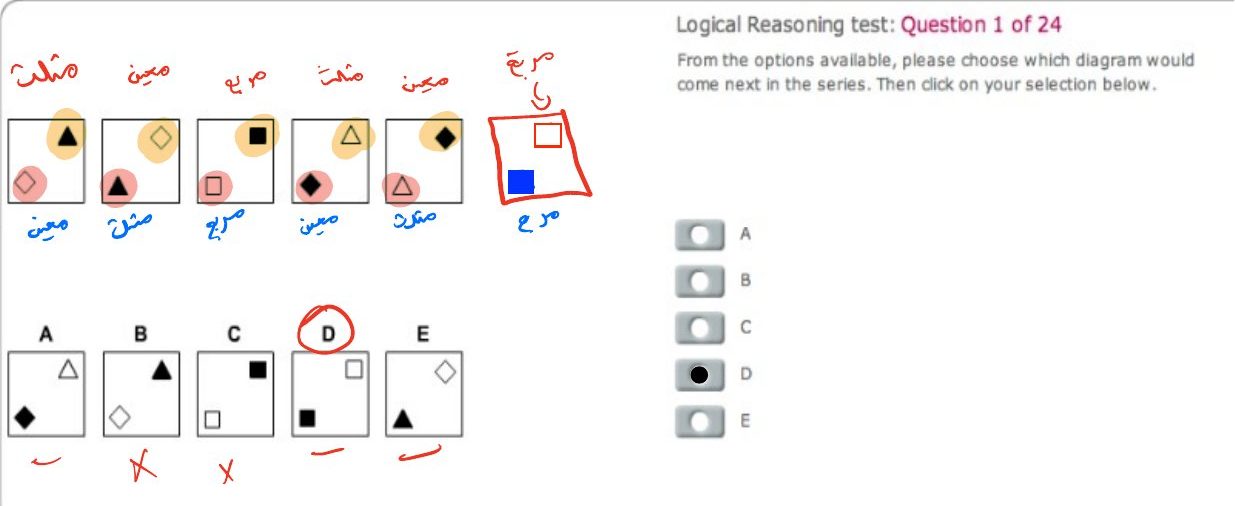 Logical Reasoning test: Question 1 of 24
From the options available, please choose which diagram would
come next in the series. Then click on your selection below.
مثلث معين مربع مثلث معين مربع
معين مثلث مربع معين مثلث مربع
A B C D E
A
B
C
D
E